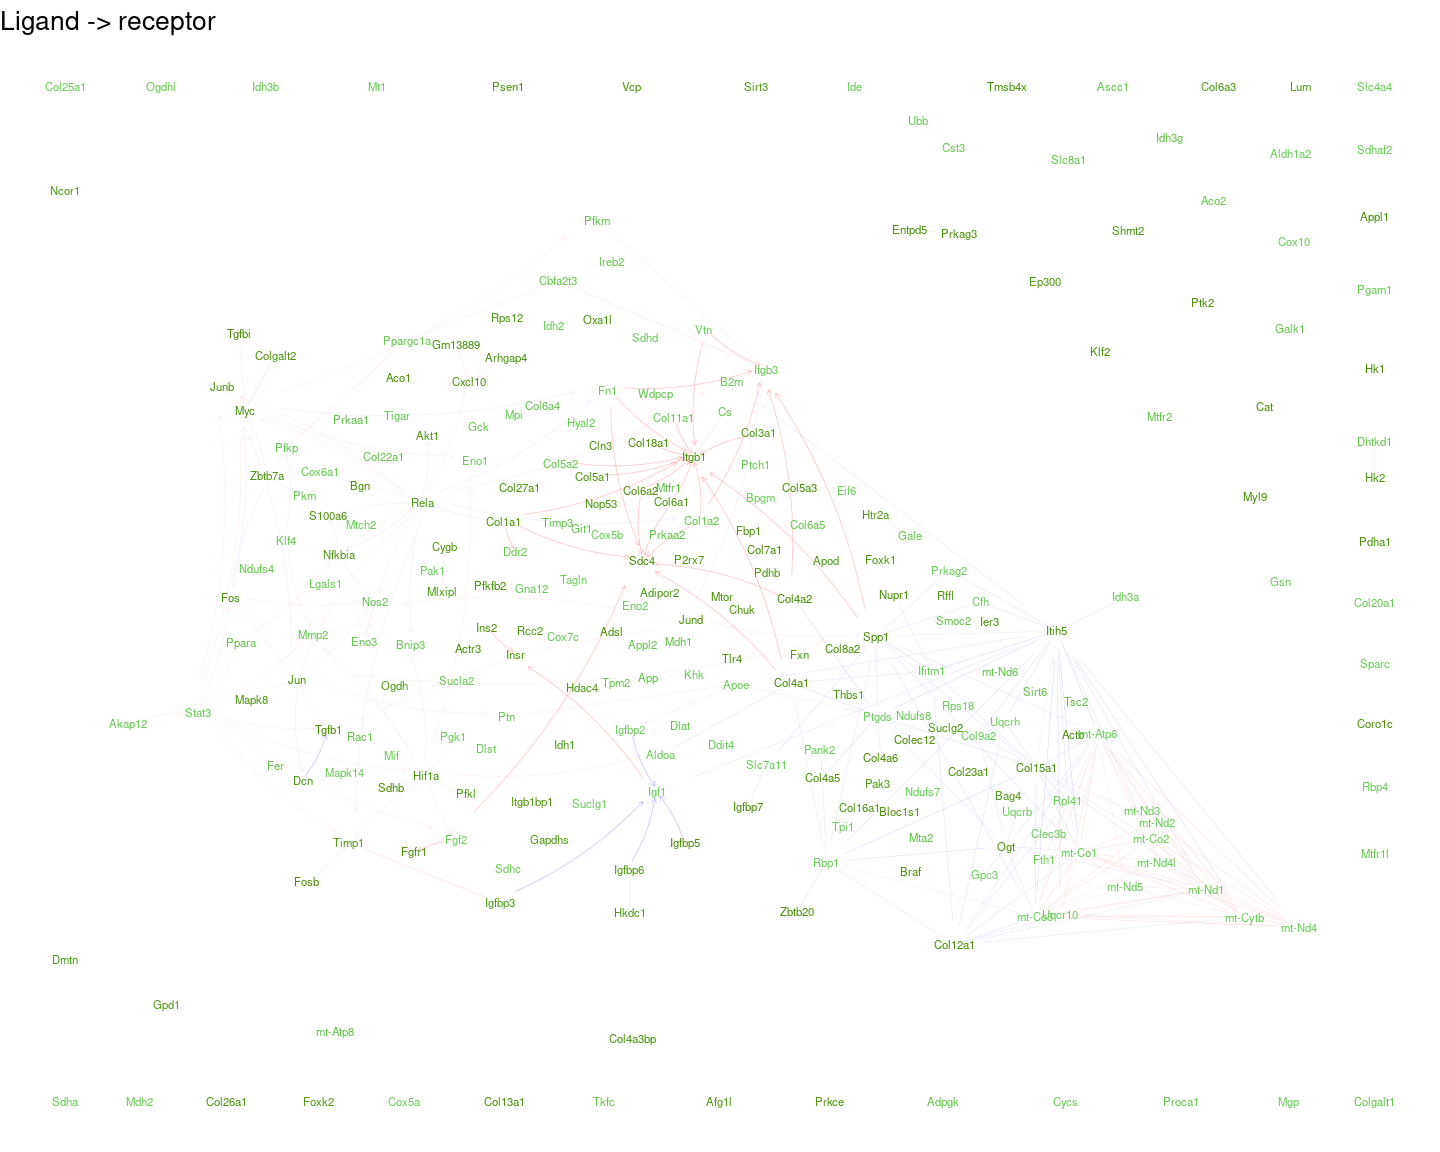 Ligand -> receptor
Col25a1 Ogdhl Idh3b Mt1 Psen1 Vcp Sirt3 Ide Tmsb4x Ascc1 Col6a3 Lum Slc4a4
Ubb
Idh3g
Cst3 Sdhaf2
Aldh1a2
Slc8a1
Ncor1
Aco2
Appl1
Pfkm
Entpd5 Prkag3 Shmt2
Cox10
Ireb2
Cbfa2t3 Ep300
Pgam1
Ptk2
Rps12 Oxa1l
Idh2 Vtn Galk1
Tgfbi Sdhd
Ppargc1a Gm13889
Colgalt2 Arhgap4 Klf2
Itgb3 Hk1
Aco1 Cxcl10 B2m
Junb Fn1 Wdpcp
Myc Col6a4 Cat
Prkaa1 Tigar Mpi Col11a1 Cs Mtfr2
Gck Hyal2
Akt1 Col3a1
Pfkp Cln3 Col18a1 Dhtkd1
Col22a1 Eno1 Col5a2 Itgb1 Ptch1
Zbtb7a Cox6a1 Col5a1 Hk2
Bgn Col27a1 Col6a2 Mtfr1 Col5a3 Eif6
Pkm Rela Nop53 Col6a1 Bpgm Myl9
S100a6 Mtch2 Col1a1 Timp3 Git1 Col1a2 Col6a5 Htr2a
Klf4 Cox5b Prkaa2 Fbp1 Gale
Nfkbia Cygb Ddr2 Col7a1 Pdha1
Ndufs4 Pak1 Sdc4 P2rx7 Pdhb Apod Foxk1 Prkag2
Lgals1 Mlxipl Pfkfb2 Gna12 Tagln Adipor2 Gsn
Fos Nos2 Eno2 Mtor Chuk Col4a2 Nupr1 Rffl Cfh Idh3a Col20a1
Ppara Mmp2 Eno3 Bnip3 Ins2 Rcc2 Cox7c Adsl Jund Spp1 Smoc2 Ier3 Itih5
Actr3 Insr Appl2 Mdh1 Tlr4 Fxn Col8a2
Jun Ogdh Sucla2 Hdac4 Tpm2 App Khk Apoe Col4a1 Ifitm1 mt-Nd6 Sparc
Mapk8 Thbs1 Sirt6
Akap12 Stat3 Ptn Ptgds Ndufs8 Rps18 Tsc2
Tgfb1 Rac1 Pgk1 Dlst Idh1 Igfbp2 Dlat Ddit4 Colec12 Suclg2 Col9a2 Uqcrh Actb mt-Atp6 Coro1c
Fer Mapk14 Mif Aldoa Slc7a11 Pank2 Col4a6
Dcn Sdhb Hif1a Pfkl Itgb1bp1 Suclg1 Igf1 Igfbp7 Col4a5 Pak3 Ndufs7 Col23a1 Col15a1 Rbp4
Col16a1 Bloc1s1 Bag4 Uqcrb Rpl41 mt-Nd3
Timp1 Fgfr1 Fgf2 Gapdhs Igfbp5 Tpi1 Mta2 Clec3b mt-Nd2
Ogt mt-Co1 mt-Co2 Mtfr1l
Fosb Sdhc Igfbp6 Rbp1 Braf Gpc3 Fth1 mt-Nd4l
Igfbp3 Hkdc1 Zbtb20 mt-Nd5 mt-Nd1
Uqcr10 mt-Cytb
Col12a1 mt-Nd4
Dmtn
Gpd1
mt-Atp8 Col4a3bp
Sdha Mdh2 Col26a1 Foxk2 Cox5a Col13a1 Tkfc Afg1l Prkce Adpgk Cycs Proca1 Mgp Colgalt1